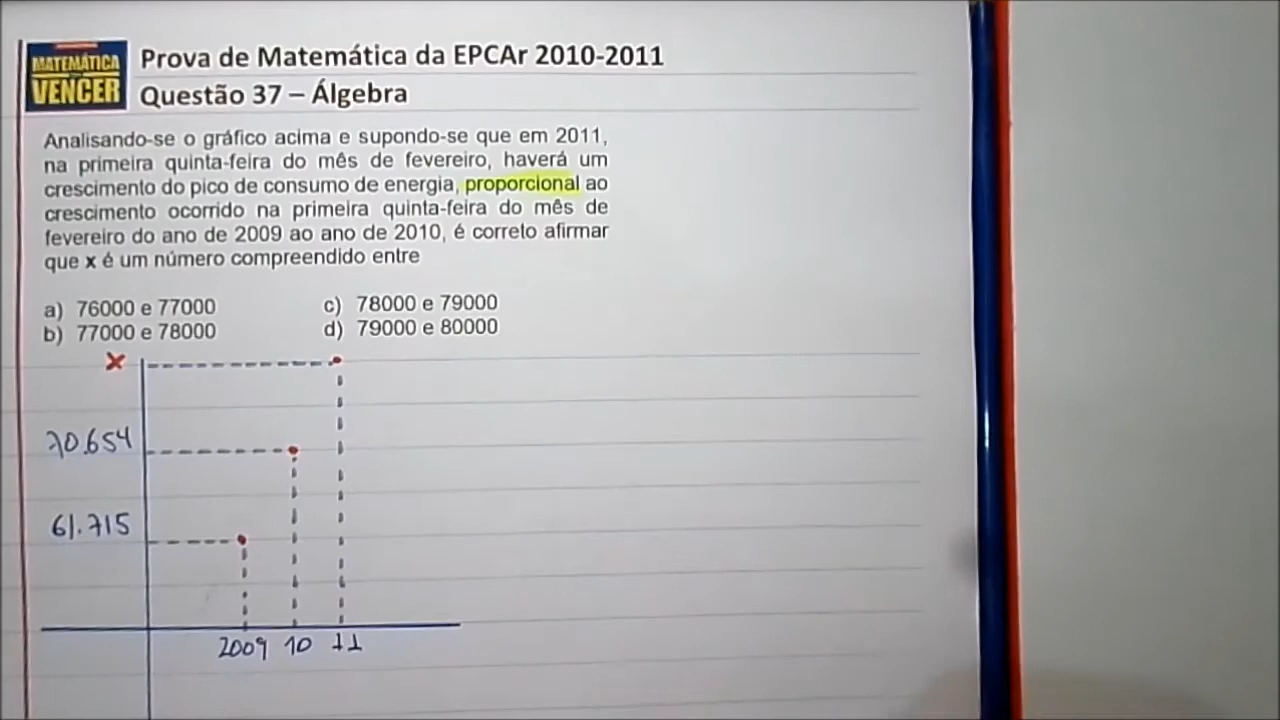 MATEMÁTICA
VENCER
Prova de Matemática da EPCAr 2010-2011
Questão 37 – Álgebra
Analisando-se o gráfico acima e supondo-se que em 2011,
na primeira quinta-feira do mês de fevereiro, haverá um
crescimento do pico de consumo de energia, proporcional ao
crescimento ocorrido na primeira quinta-feira do mês de
fevereiro do ano de 2009 ao ano de 2010, é correto afirmar
que x é um número compreendido entre
a) 76000 e 77000
b) 77000 e 78000
c) 78000 e 79000
d) 79000 e 80000
x
70.654
61.715
2009 10 11